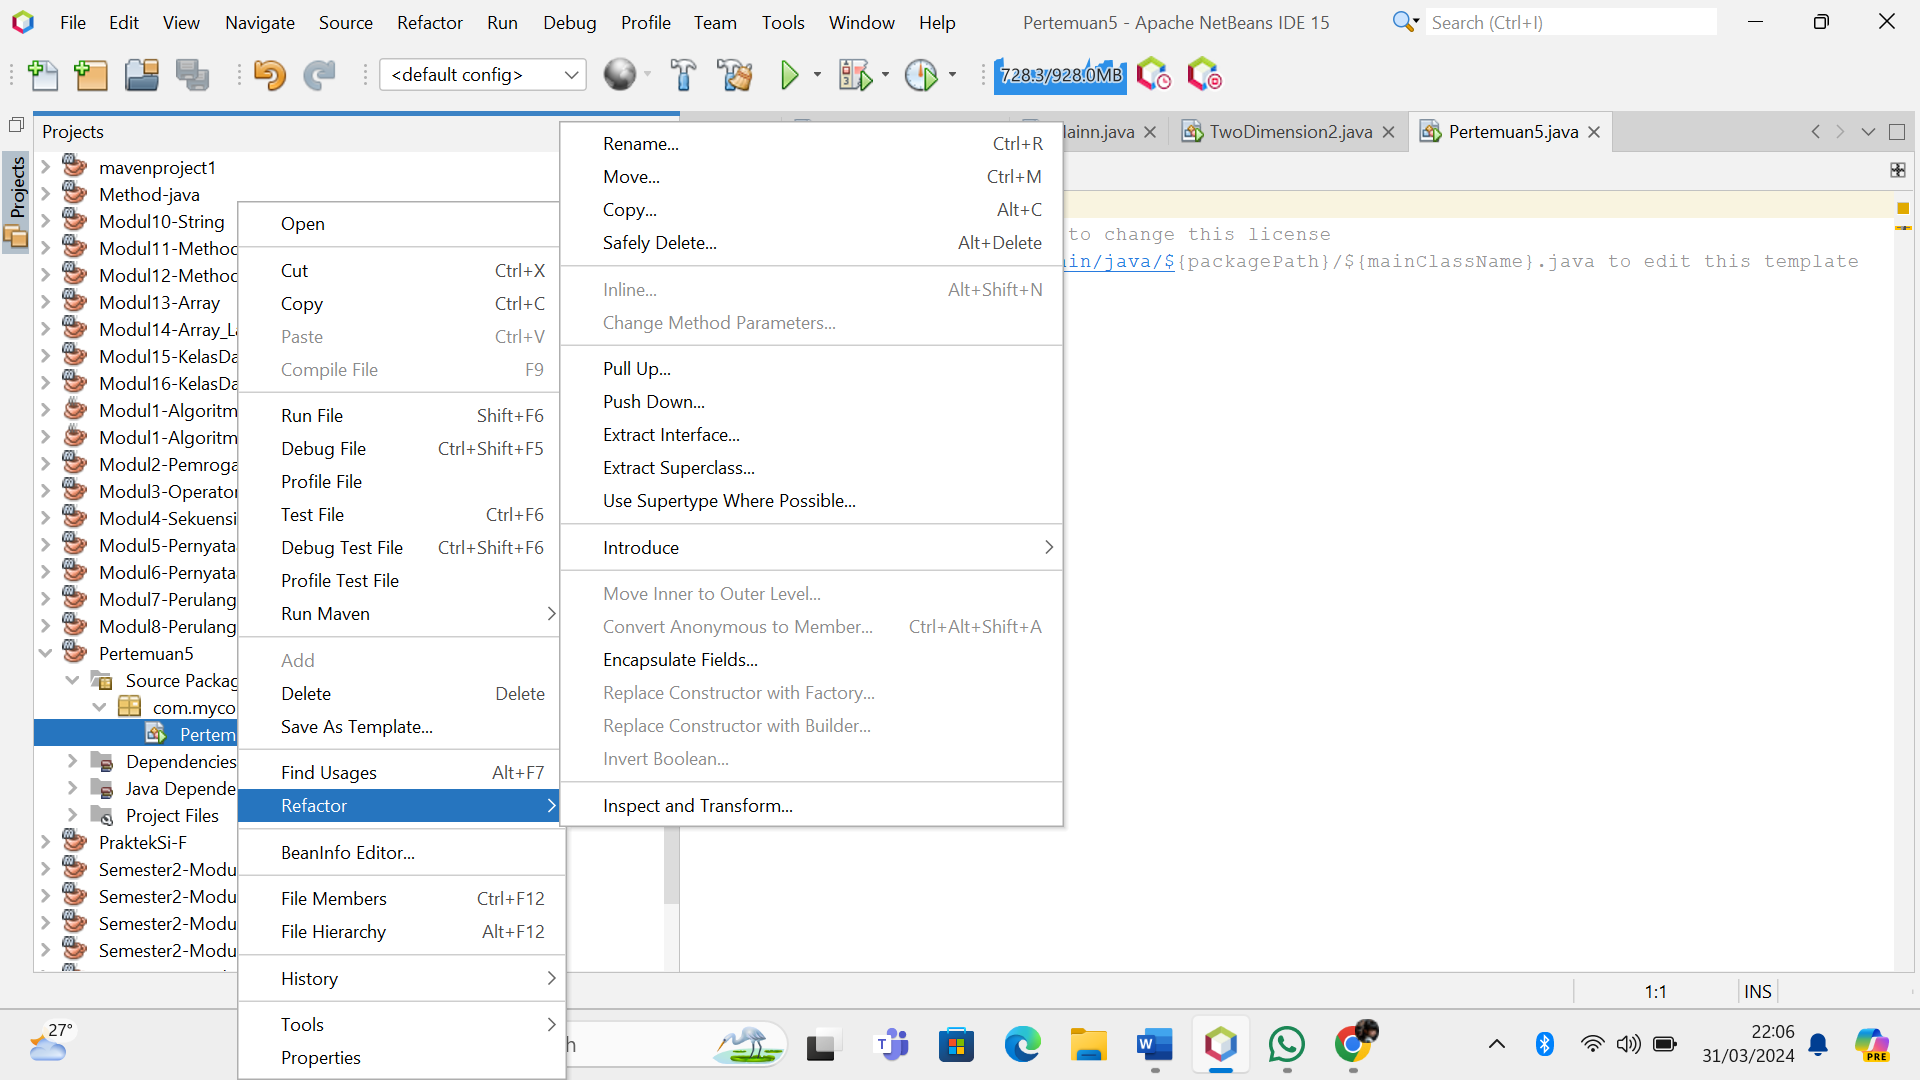 File Edit View Navigate Source Refactor Run Debug Profile Team Tools Window Help
Pertemuan5 - Apache NetBeans IDE 15
Search (Ctrl+I)
<default config>
728.3/928.0MB
Projects
Projects
mavenproject1
Method-java
Modul10-String
Modul11-Method
Modul12-Method
Modul13-Array
Modul14-Array_La
Modul15-KelasDa
Modul16-KelasDa
Modul1-Algoritm
Modul1-Algoritm
Modul2-Pemroga
Modul3-Operator
Modul4-Sekuensi
Modul5-Pernyata
Modul6-Pernyata
Modul7-Perulang
Modul8-Perulang
Pertemuan5
Source Packag
com.myco
Pertem
Dependencies
Java Depende
Project Files
PraktekSi-F
Semester2-Modu
Semester2-Modu
Semester2-Modu
Semester2-Modu
Open
Cut Ctrl+X
Copy Ctrl+C
Paste Ctrl+V
Compile File F9
Run File Shift+F6
Debug File Ctrl+Shift+F5
Profile File
Test File Ctrl+F6
Debug Test File Ctrl+Shift+F6
Profile Test File
Run Maven
Add
Delete Delete
Save As Template...
Find Usages Alt+F7
Refactor
BeanInfo Editor...
File Members Ctrl+F12
File Hierarchy Alt+F12
History
Tools
Properties
Rename... Ctrl+R
Move... Ctrl+M
Copy... Alt+C
Safely Delete... Alt+Delete
Inline... Alt+Shift+N
Change Method Parameters...
Pull Up...
Push Down...
Extract Interface...
Extract Superclass...
Use Supertype Where Possible...
Introduce
Move Inner to Outer Level...
Convert Anonymous to Member... Ctrl+Alt+Shift+A
Encapsulate Fields...
Replace Constructor with Factory...
Replace Constructor with Builder...
Invert Boolean...
Inspect and Transform...
ainn.java TwoDimension2.java Pertemuan5.java
to change this license
in/java/${packagePath}/${mainClassName}.java to edit this template
1:1 INS
27°
h
22:06
31/03/2024
PRE